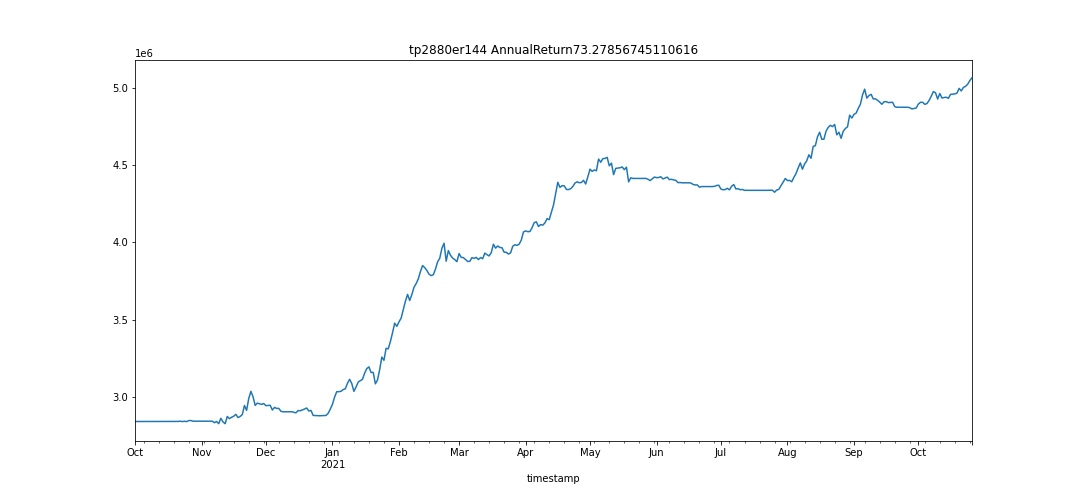 tp2880er144 AnnualReturn73.27856745110616
1e6
5.0
4.5
4.0
3.5
3.0
Oct Nov Dec Jan Feb Mar Apr May Jun Jul Aug Sep Oct
2021
timestamp